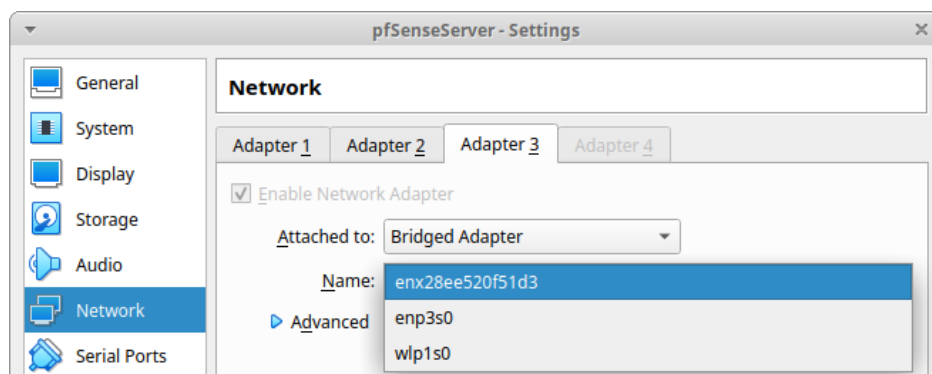 pfSenseServer - Settings
General
System
Display
Storage
Audio
Network
Serial Ports
Network
Adapter 1 Adapter 2 Adapter 3 Adapter 4
Enable Network Adapter
Attached to: Bridged Adapter
Name: enx28ee520f51d3
enp3s0
wlp1s0
Advanced